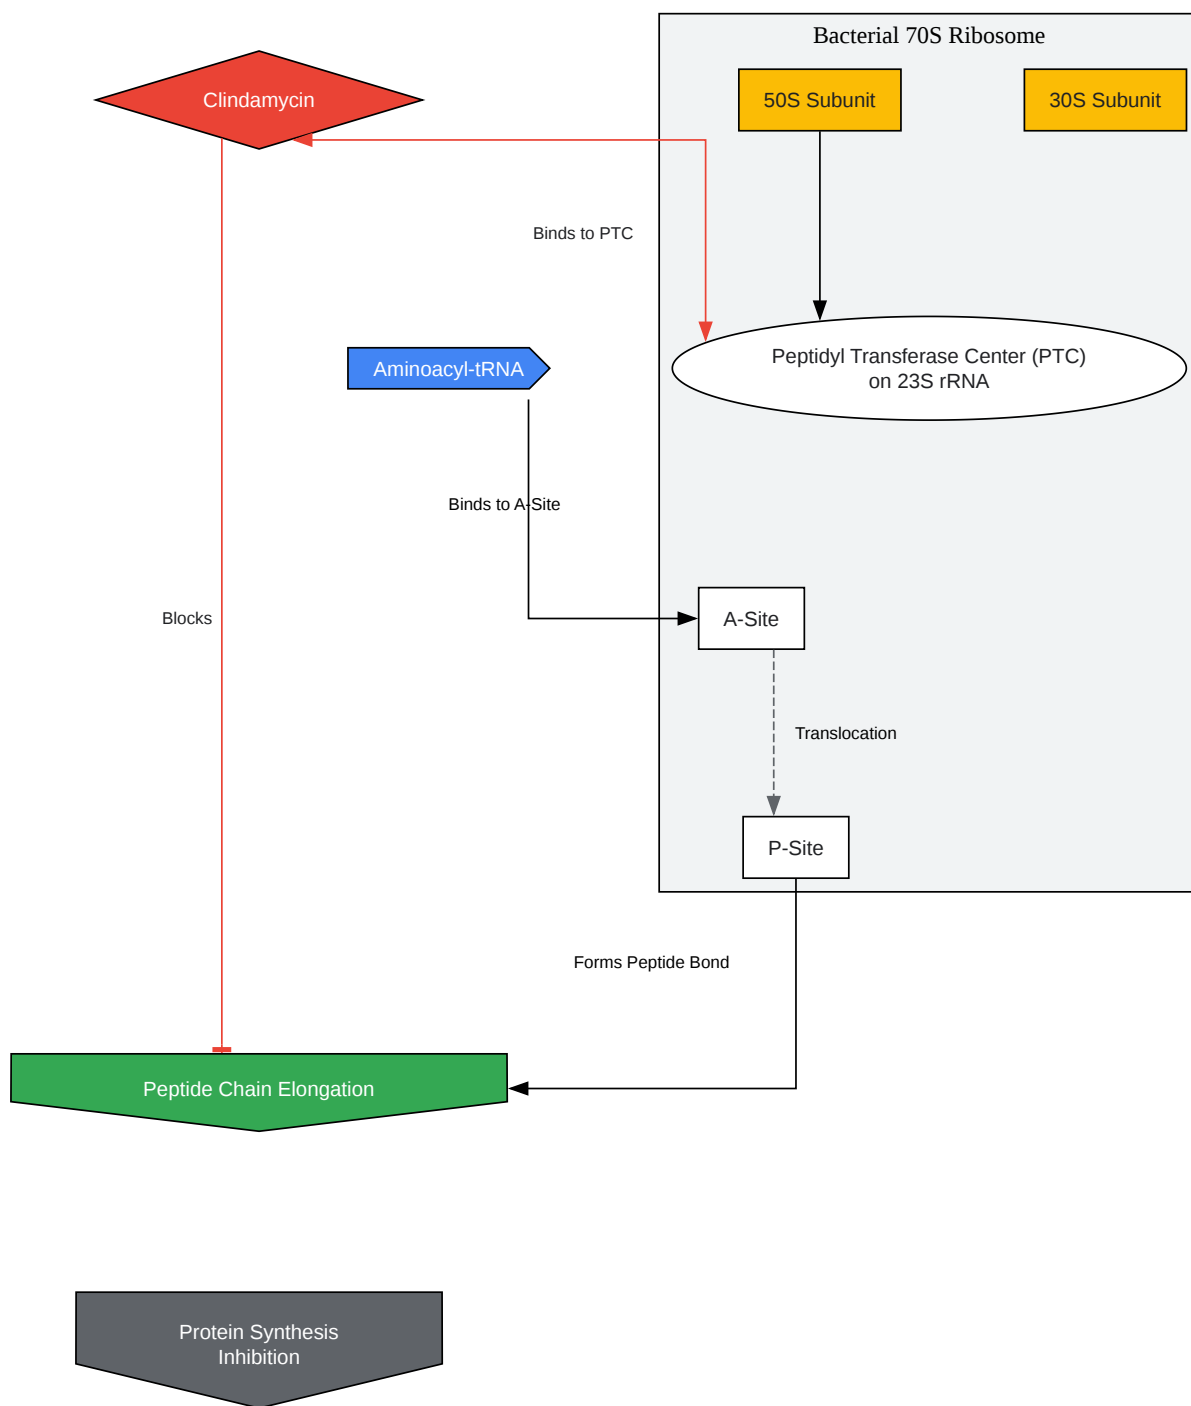 Bacterial 70S Ribosome
Clindamycin
50S Subunit
30S Subunit
Binds to PTC
Aminoacyl-tRNA
Peptidyl Transferase Center (PTC)
on 23S rRNA
Binds to A-Site
Blocks
A-Site
Translocation
P-Site
Forms Peptide Bond
Peptide Chain Elongation
Protein Synthesis
Inhibition